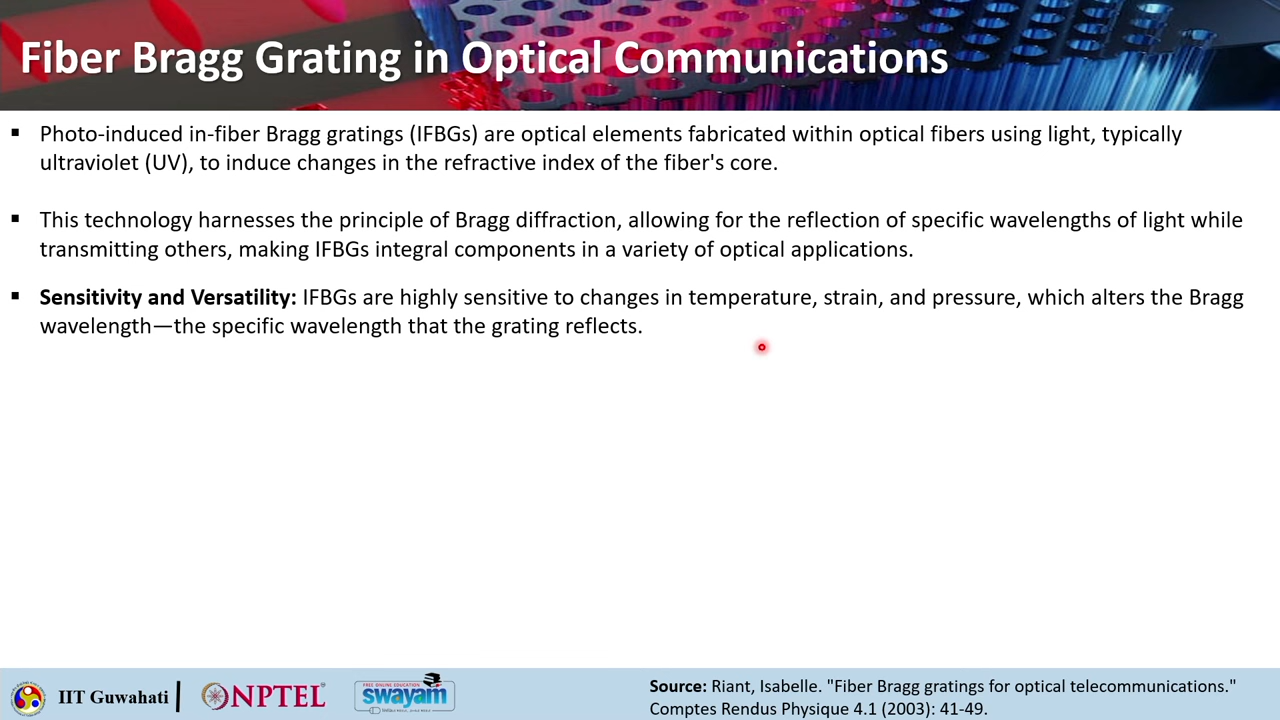 Fiber Bragg Grating in Optical Communications
▪ Photo-induced in-fiber Bragg gratings (IFBGs) are optical elements fabricated within optical fibers using light, typically
ultraviolet (UV), to induce changes in the refractive index of the fiber's core.
▪ This technology harnesses the principle of Bragg diffraction, allowing for the reflection of specific wavelengths of light while
transmitting others, making IFBGs integral components in a variety of optical applications.
▪ Sensitivity and Versatility: IFBGs are highly sensitive to changes in temperature, strain, and pressure, which alters the Bragg
wavelength—the specific wavelength that the grating reflects.
IIT Guwahati
NPTEL
FREE ONLINE EDUCATION
swayam
Source: Riant, Isabelle. "Fiber Bragg gratings for optical telecommunications."
Comptes Rendus Physique 4.1 (2003): 41-49.